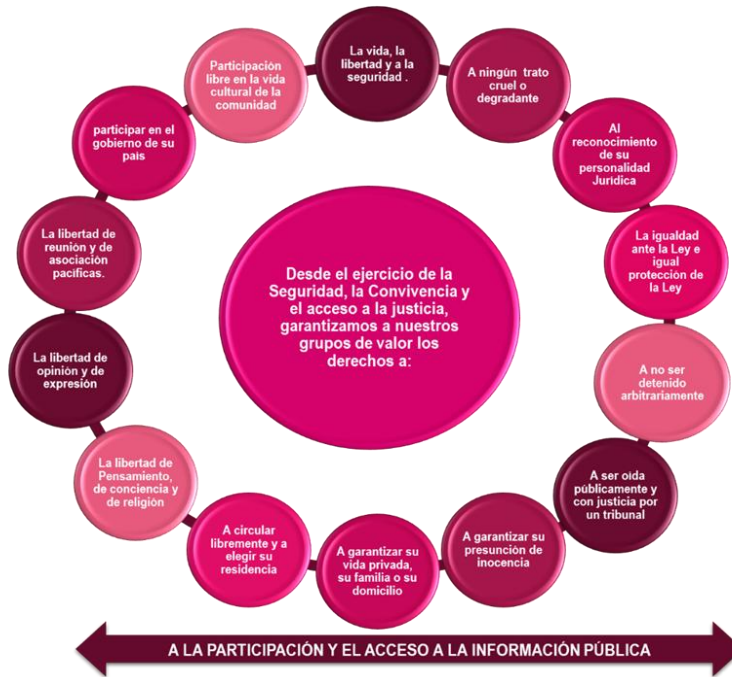 La vida, la
libertad y a la
seguridad .
A ningún trato
cruel o
degradante
Al
reconocimiento
de su
personalidad
Jurídica
La igualdad
ante la Ley e
igual
protección de
la Ley
A no ser
detenido
arbitrariamente
A ser oída
públicamente y
con justicia por
un tribunal
A garantizar su
presunción de
inocencia
A garantizar su
vida privada,
su familia o su
domicilio
A circular
libremente y a
elegir su
residencia
La libertad de
Pensamiento,
de conciencia y
de religión
La libertad de
opinión y de
expresión
La libertad de
reunión y de
asociación
pacíficas.
participar en el
gobierno de su
país
Participación
libre en la vida
cultural de la
comunidad
Desde el ejercicio de la
Seguridad, la Convivencia y
el acceso a la justicia,
garantizamos a nuestros
grupos de valor los
derechos a:
A LA PARTICIPACIÓN Y EL ACCESO A LA INFORMACIÓN PÚBLICA